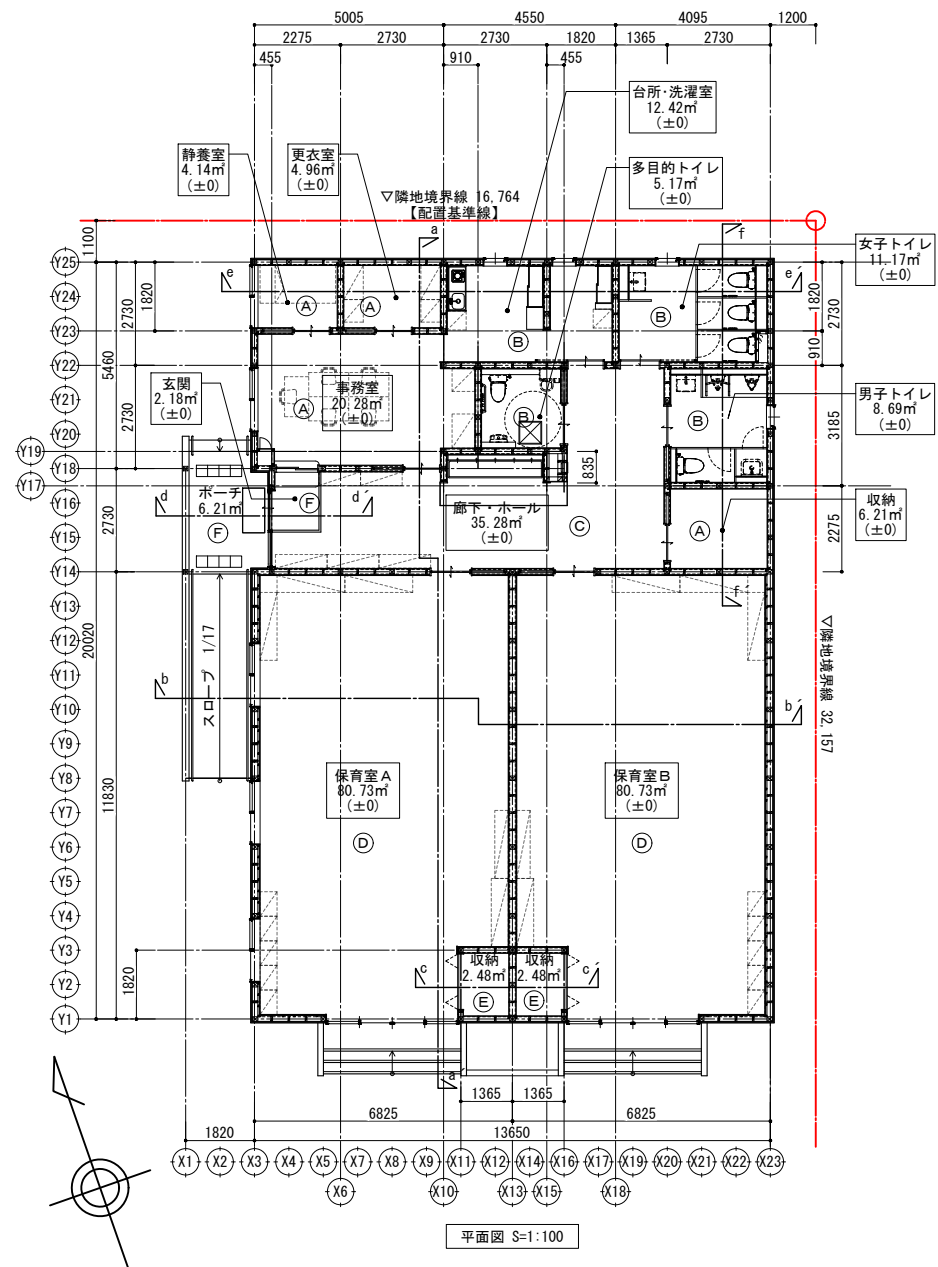 5005
4550
4095
1200
2275
2730
2730
1820
1365
2730
455
910
455
台所・洗濯室
12.42㎡
(±0)
静養室
4.14㎡
(±0)
更衣室
4.96㎡
(±0)
多目的トイレ
5.17㎡
(±0)
▽隣地境界線 16,764
【配置基準線】
a
f
女子トイレ
11.17㎡
(±0)
1100
Y25
Y24
Y23
Y22
Y21
Y20
Y19
Y18
Y17
Y16
Y15
Y14
Y13
Y12
Y11
Y10
Y9
Y8
Y7
Y6
Y5
Y4
Y3
Y2
Y1
20020
5460
2730
11830
2730
2730
1820
1820
e
e´
A
A
B
B
1820
910
2730
3185
2275
玄関
2.18㎡
(±0)
事務室
20.28㎡
(±0)
A
B
B
男子トイレ
8.69㎡
(±0)
835
ポーチ
6.21㎡
F
F
d
d´
廊下・ホール
35.28㎡
(±0)
C
A
収納
6.21㎡
(±0)
f´
▽隣地境界線 32,157
スロープ 1/17
b
b´
保育室A
80.73㎡
(±0)
D
保育室B
80.73㎡
(±0)
D
収納
2.48㎡
E
収納
2.48㎡
E
c
c´
a´
1365
1365
6825
6825
1820
13650
X1
X2
X3
X4
X5
X7
X8
X9
X11
X12
X14
X16
X17
X19
X20
X21
X22
X23
X6
X10
X13
X15
X18
平面図 S=1:100